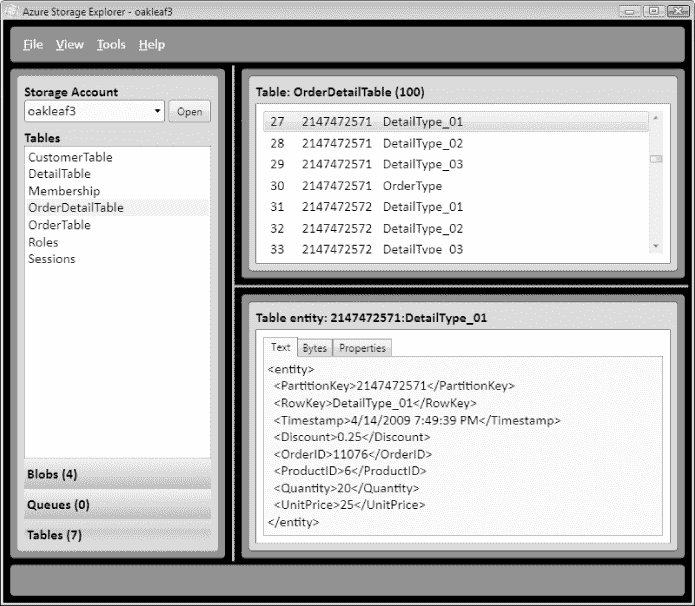 Azure Storage Explorer - oakleaf3
File View Tools Help
Storage Account
oakleaf3 Open
Tables
CustomerTable
DetailTable
Membership
OrderDetailTable
OrderTable
Roles
Sessions
Blobs (4)
Queues (0)
Tables (7)
Table: OrderDetailTable (100)
27 2147472571 DetailType_01
28 2147472571 DetailType_02
29 2147472571 DetailType_03
30 2147472571 OrderType
31 2147472572 DetailType_01
32 2147472572 DetailType_02
33 2147472572 DetailType_03
Table entity: 2147472571:DetailType_01
Text Bytes Properties
<entity>
<PartitionKey>2147472571</PartitionKey>
<RowKey>DetailType_01</RowKey>
<Timestamp>4/14/2009 7:49:39 PM</Timestamp>
<Discount>0.25</Discount>
<OrderID>11076</OrderID>
<ProductID>6</ProductID>
<Quantity>20</Quantity>
<UnitPrice>25</UnitPrice>
</entity>